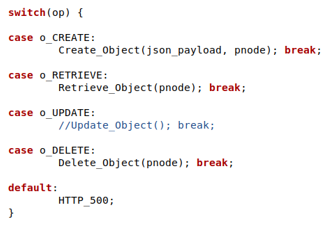 switch(op) {
case o_CREATE:
Create_Object(json_payload, pnode); break;
case o_RETRIEVE:
Retrieve_Object(pnode); break;
case o_UPDATE:
//Update_Object(); break;
case o_DELETE:
Delete_Object(pnode); break;
default:
HTTP_500;
}